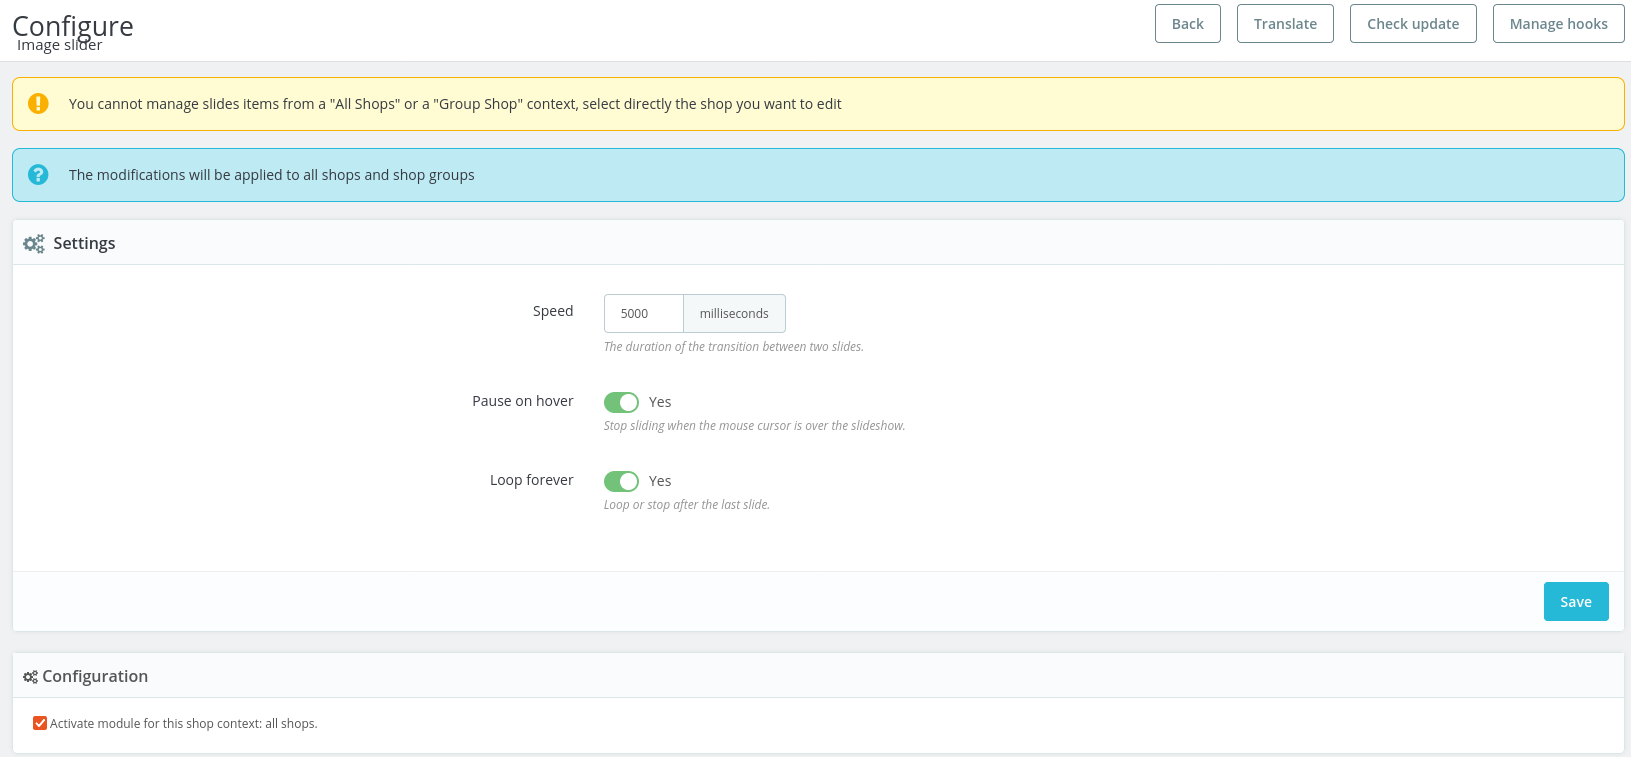 Configure
Image slider
Back
Translate
Check update
Manage hooks
You cannot manage slides items from a "All Shops" or a "Group Shop" context, select directly the shop you want to edit
The modifications will be applied to all shops and shop groups
Settings
Speed
5000
milliseconds
The duration of the transition between two slides.
Pause on hover
Yes
Stop sliding when the mouse cursor is over the slideshow.
Loop forever
Yes
Loop or stop after the last slide.
Save
Configuration
Activate module for this shop context: all shops.